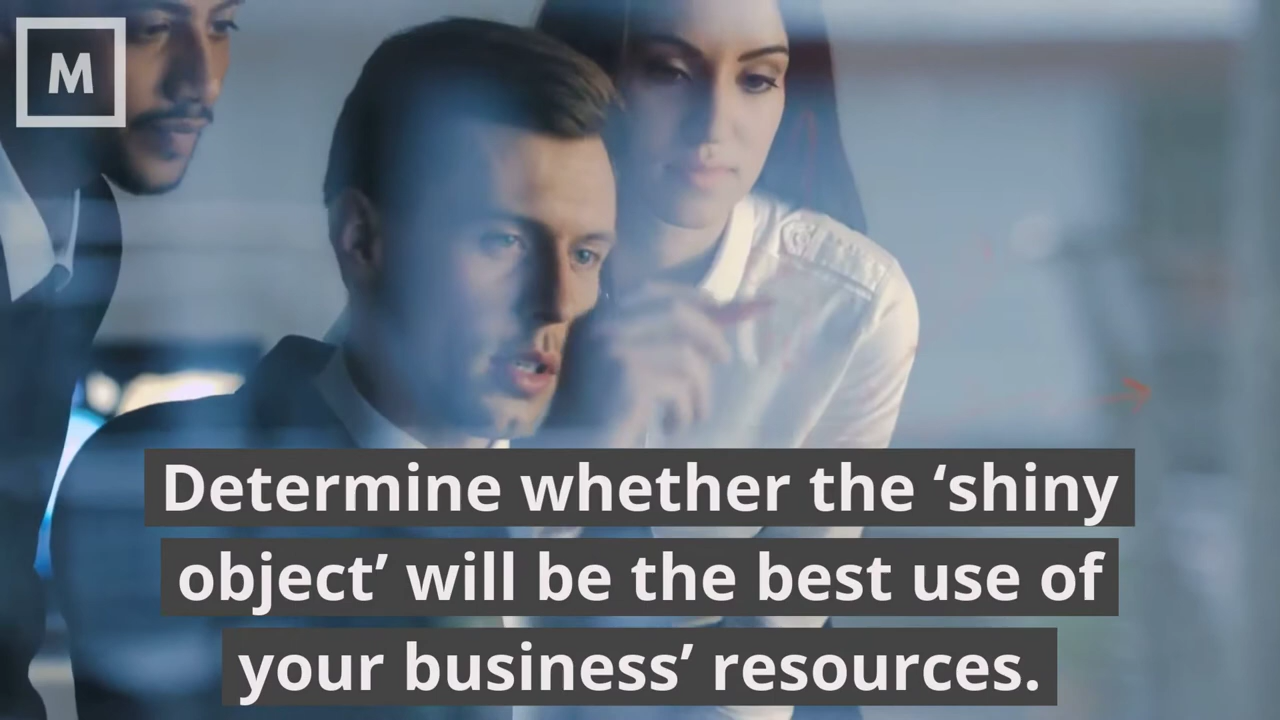 M
Determine whether the ‘shiny
object’ will be the best use of
your business’ resources.